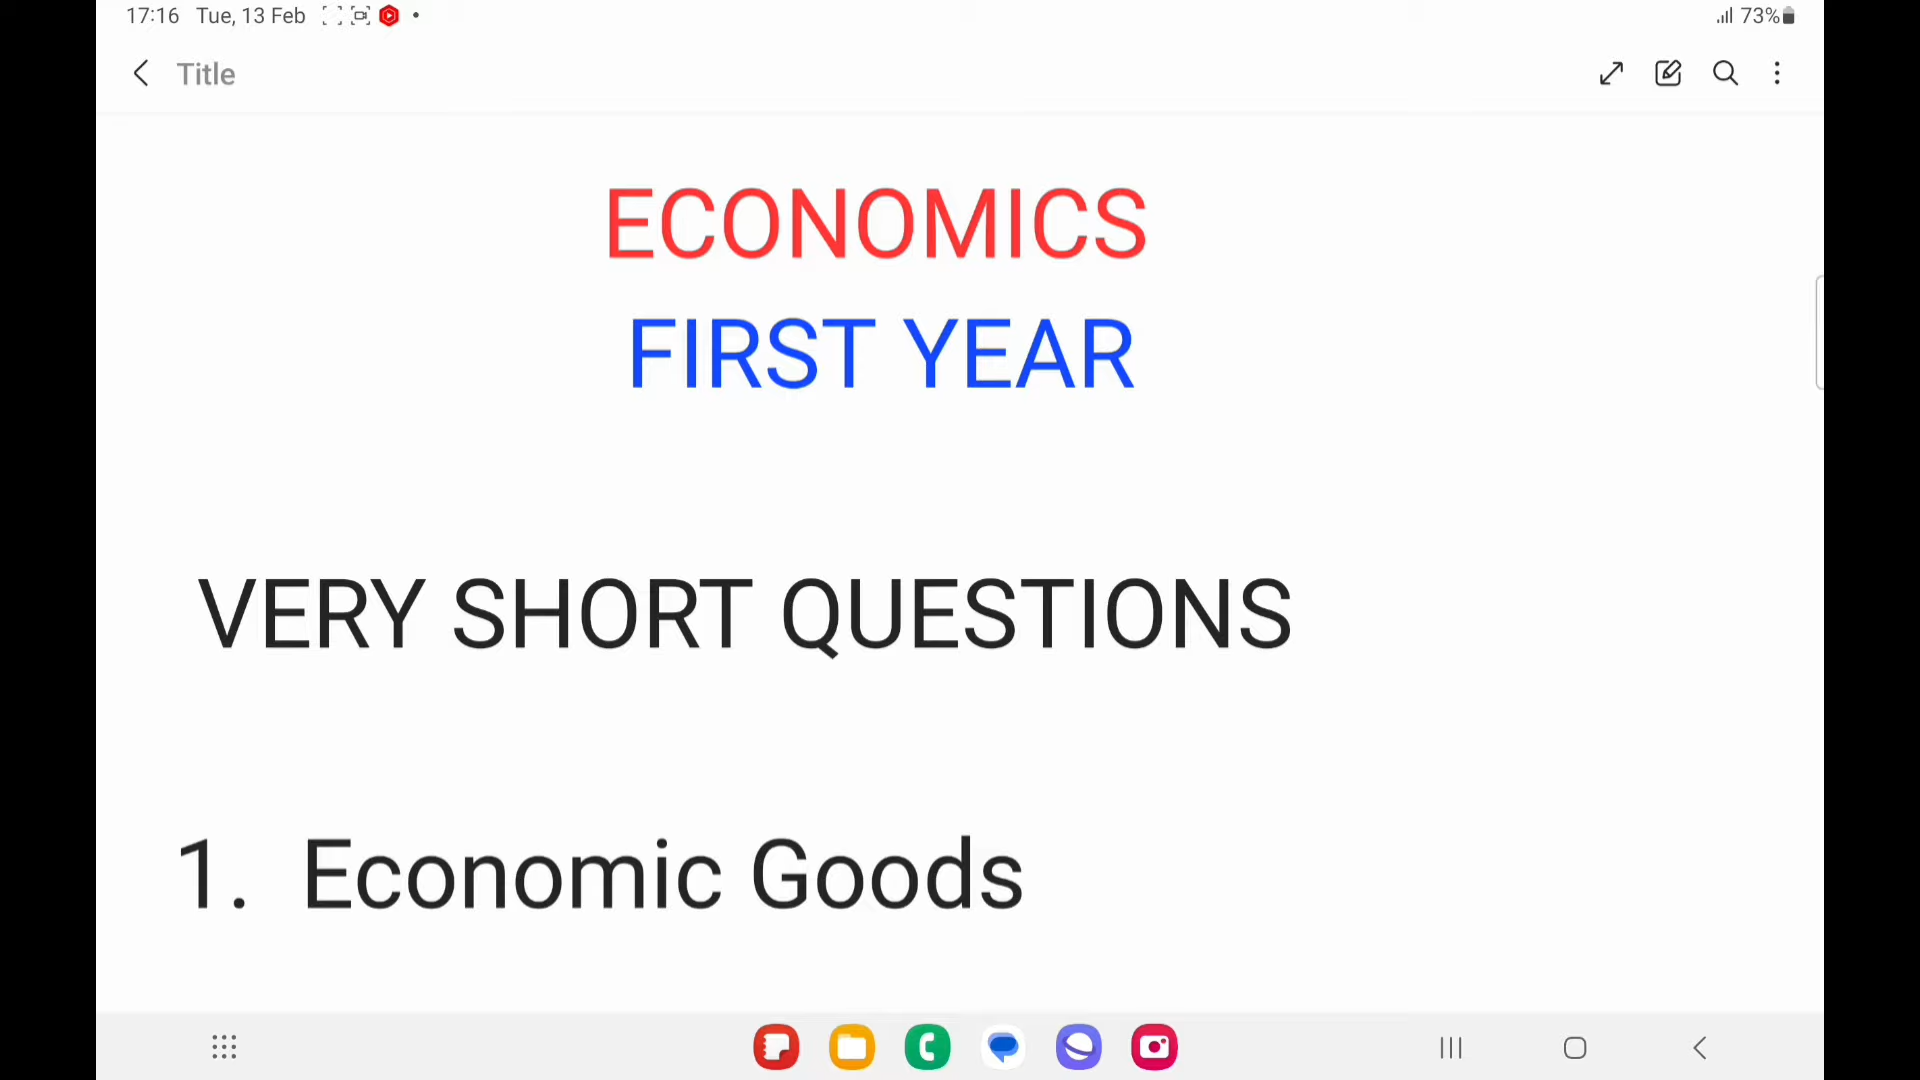 17:16 Tue, 13 Feb
73%
Title
ECONOMICS
FIRST YEAR
VERY SHORT QUESTIONS
1. Economic Goods